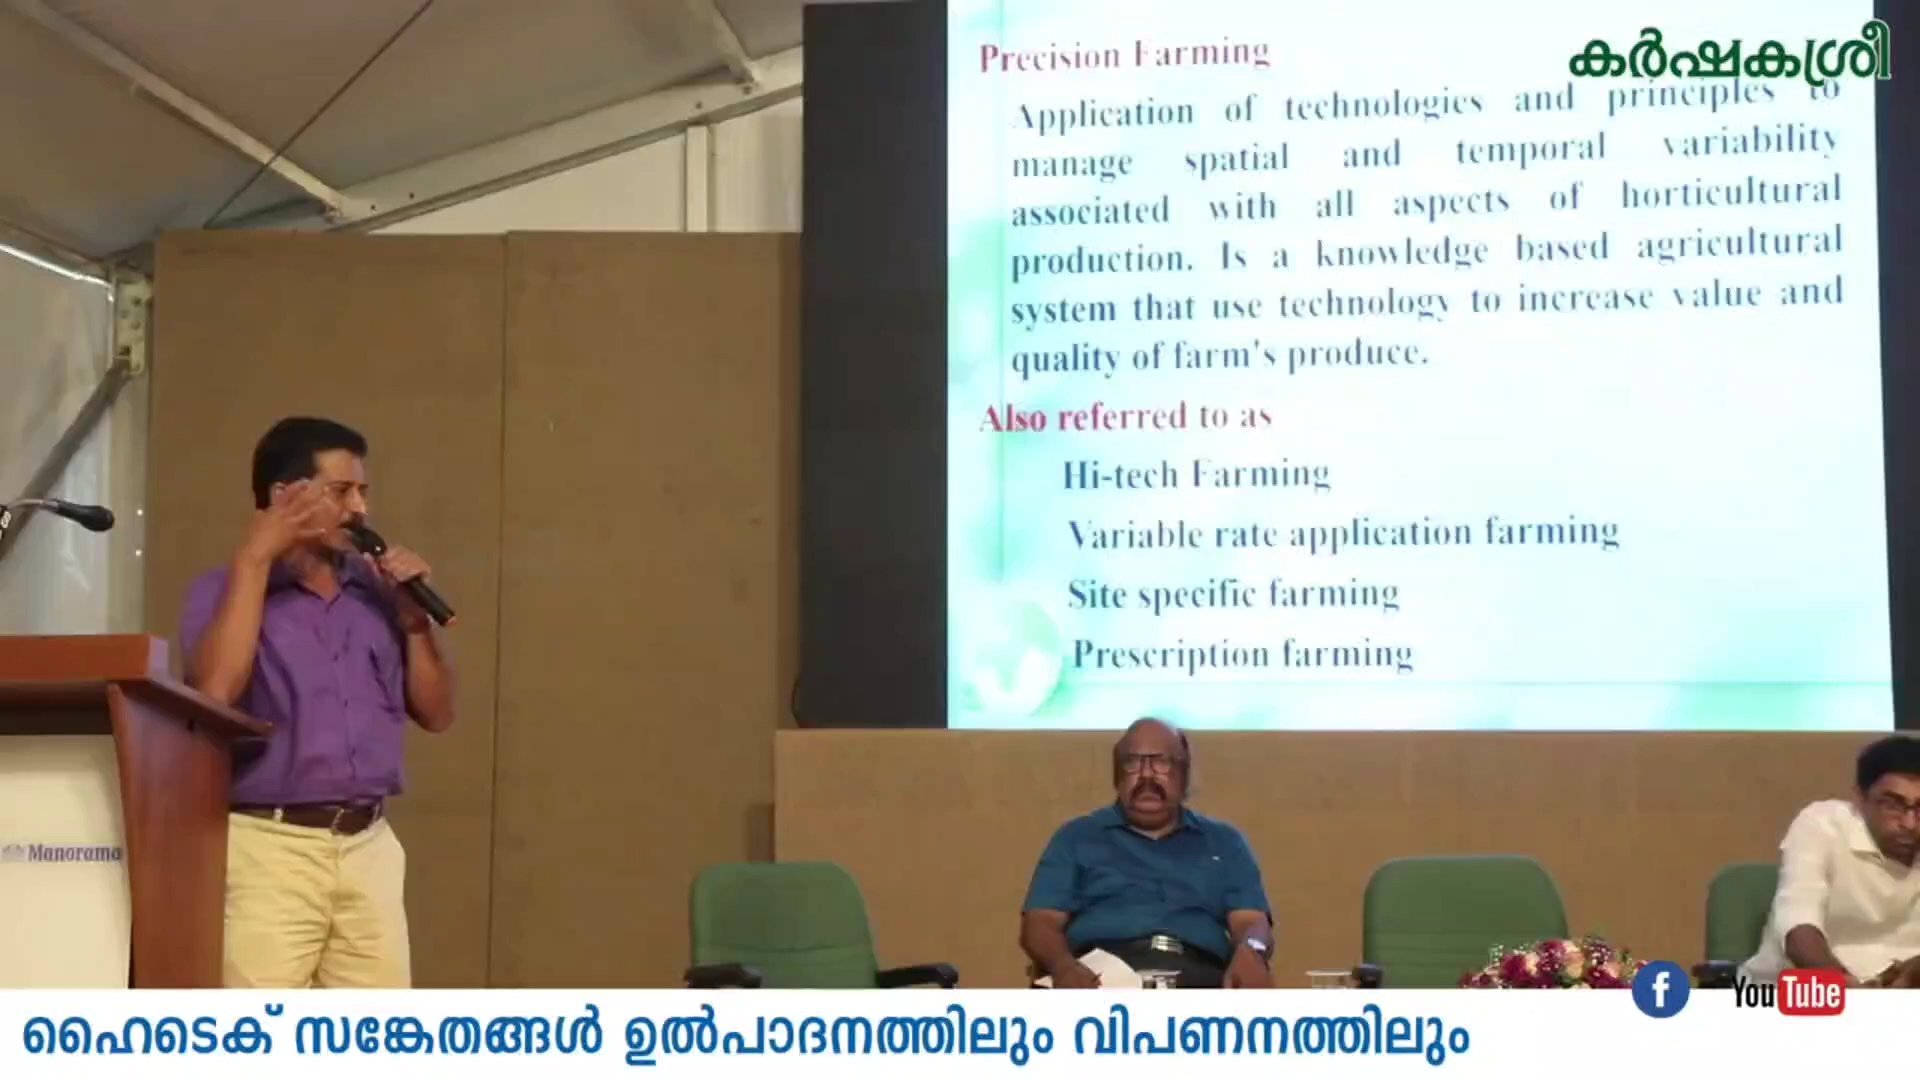 കർഷകശ്രീ
Precision Farming
Application of technologies and principles to
manage spatial and temporal variability
associated with all aspects of horticultural
production. Is a knowledge based agricultural
system that use technology to increase value and
quality of farm's produce.
Also referred to as
Hi-tech Farming
Variable rate application farming
Site specific farming
Prescription farming
Manorama
f
YouTube
ഹൈടെക് സങ്കേതങ്ങൾ ഉൽപാദനത്തിലും വിപണനത്തിലും